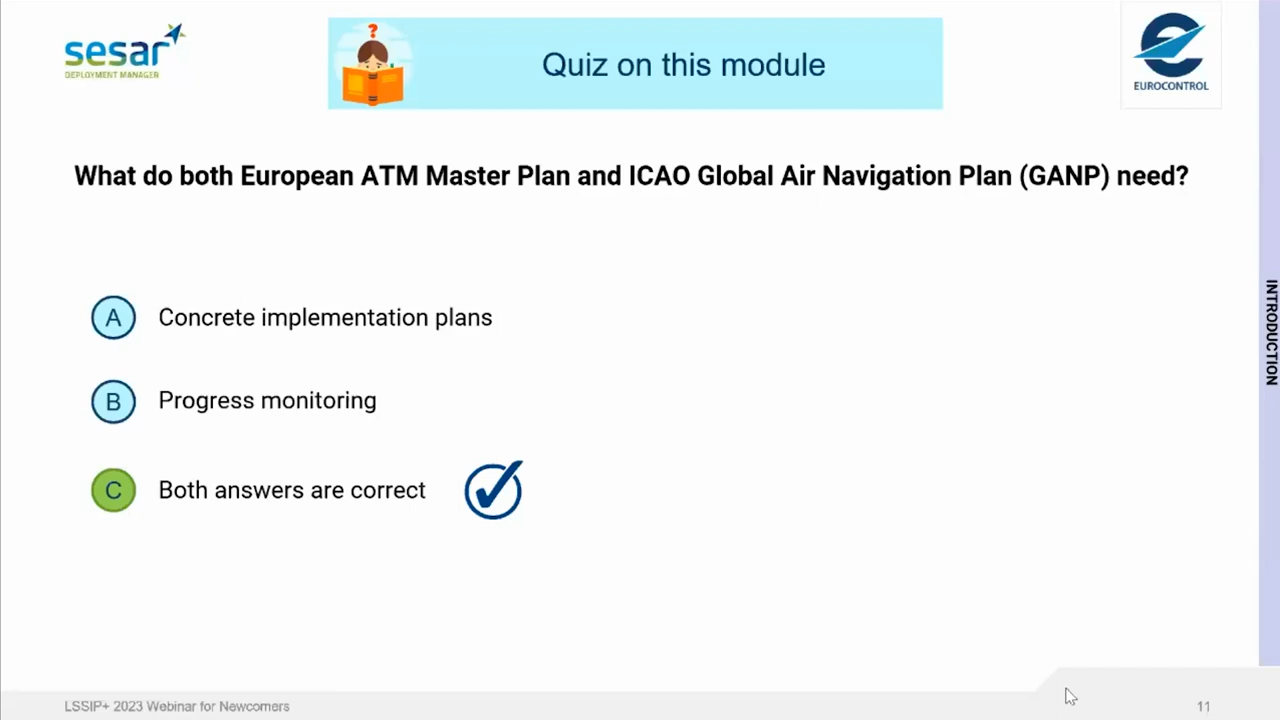 sesar
DEPLOYMENT MANAGER
?
Quiz on this module
EUROCONTROL
What do both European ATM Master Plan and ICAO Global Air Navigation Plan (GANP) need?
A Concrete implementation plans
B Progress monitoring
C Both answers are correct
INTRODUCTION
LSSIP+ 2023 Webinar for Newcomers
11